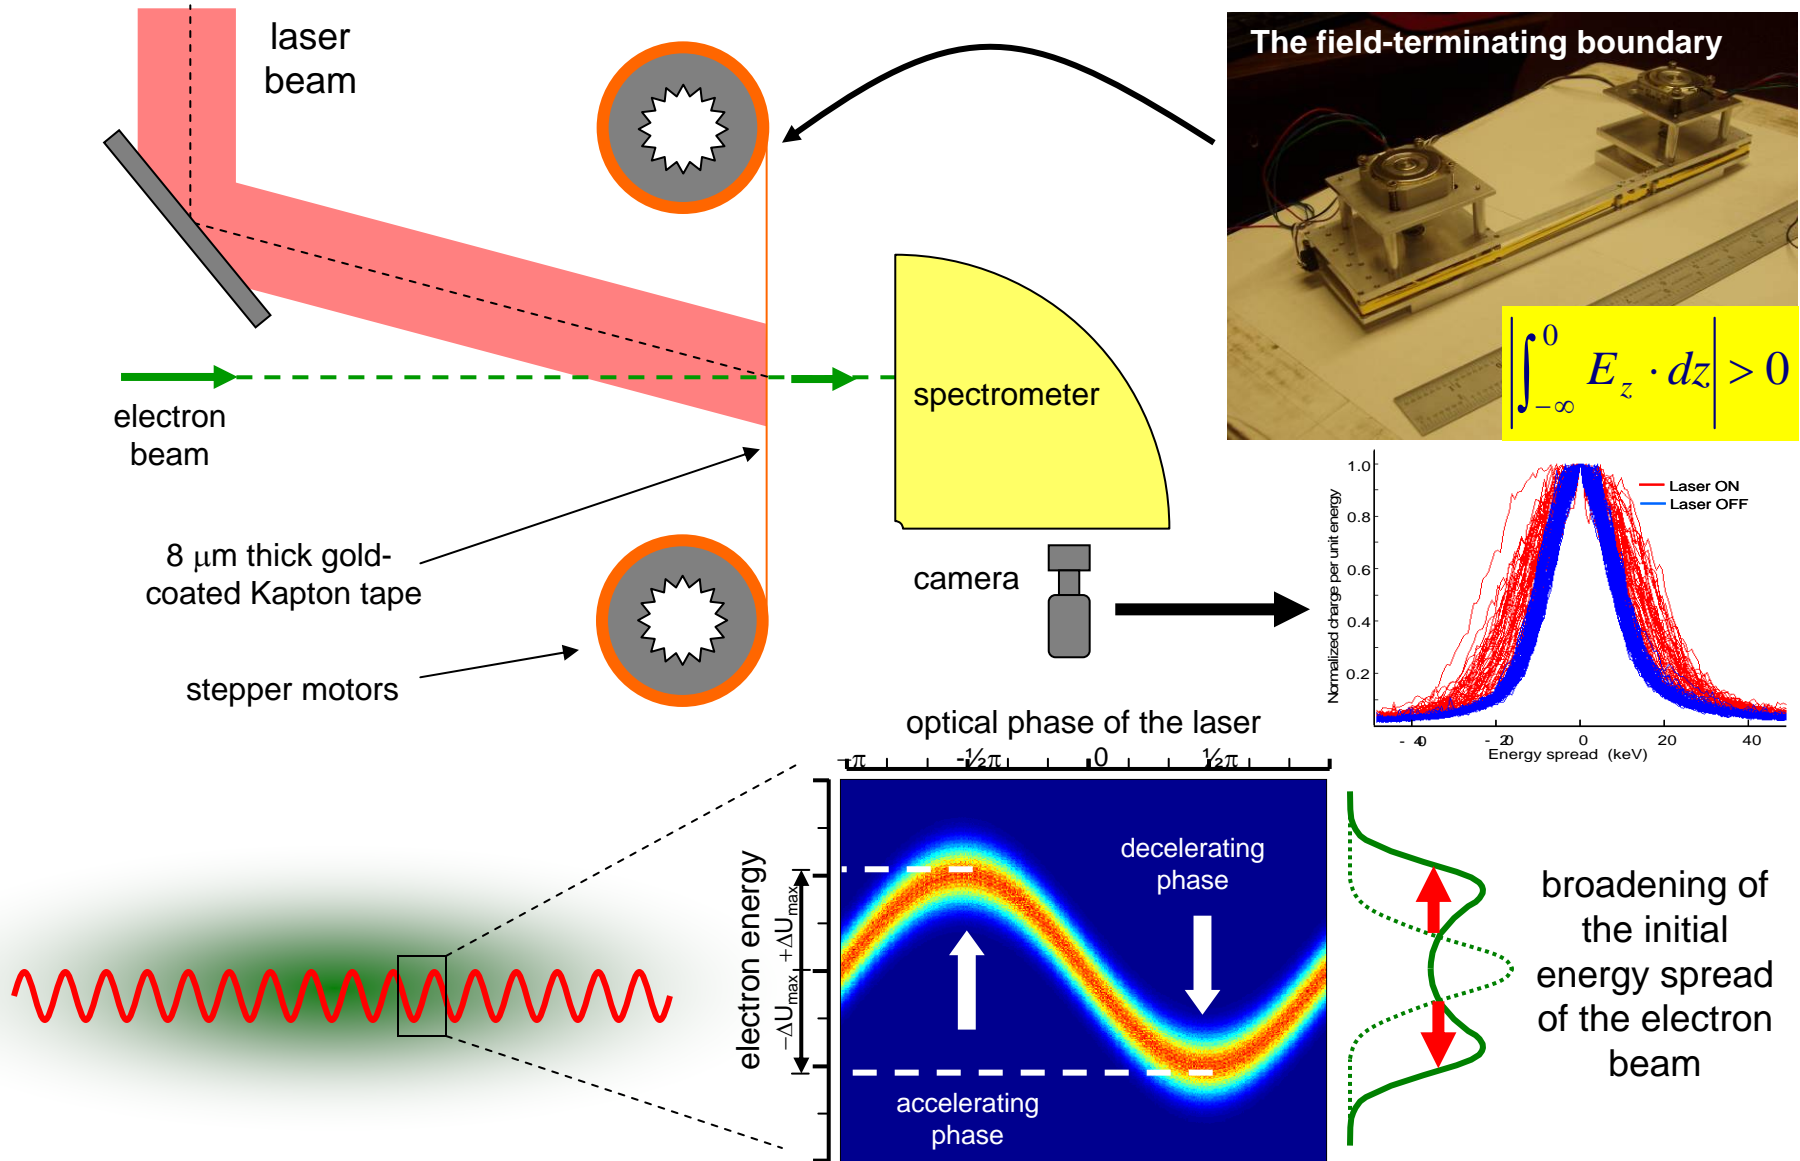 laser
beam
The field-terminating boundary
|∫_{-∞}^{0} E_z · dz| > 0
electron
beam
spectrometer
8 μm thick gold-
coated Kapton tape
camera
stepper motors
Laser ON
Laser OFF
Normalized charge per unit energy
1.0
0.8
0.6
0.4
0.2
- 40
- 20
0
20
40
Energy spread (keV)
optical phase of the laser
−π
-½π
0
½π
electron energy
−ΔUmax
+ΔUmax
decelerating
phase
accelerating
phase
broadening of
the initial
energy spread
of the electron
beam